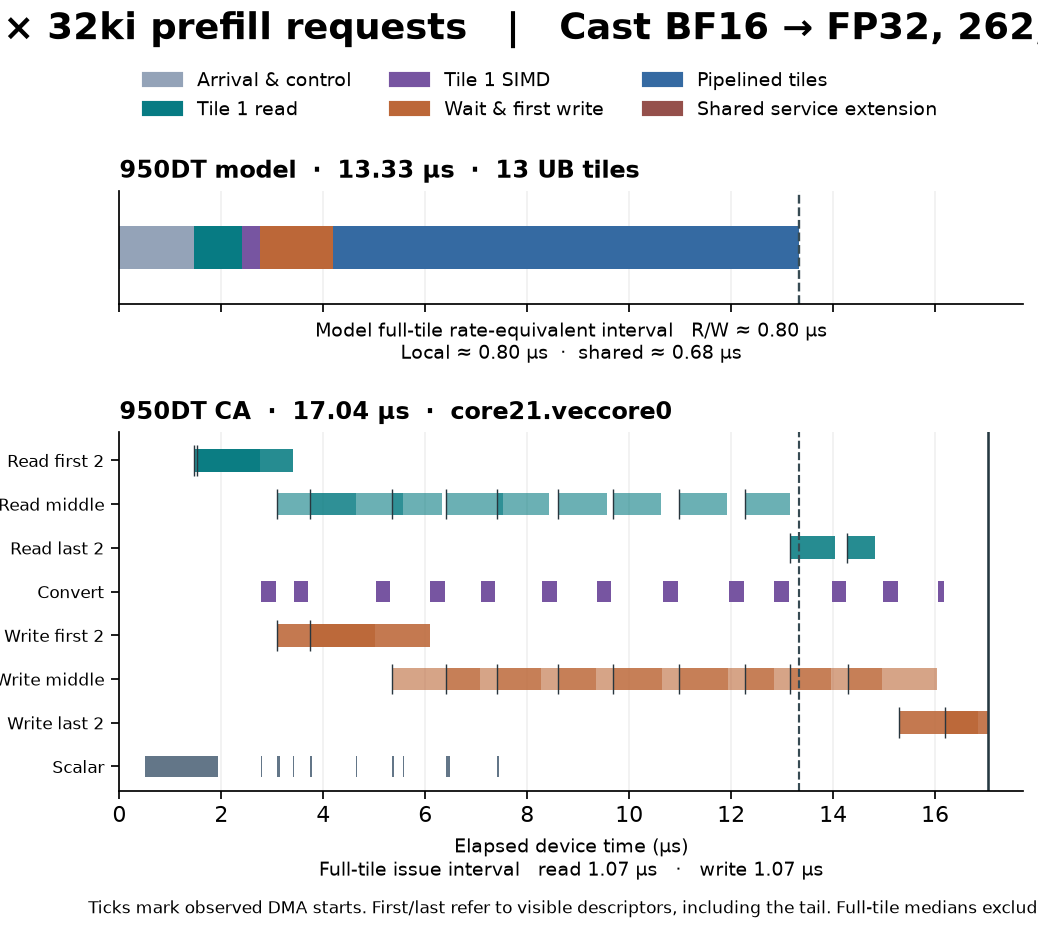 × 32ki prefill requests | Cast BF16 → FP32, 262,
Arrival & control
Tile 1 SIMD
Pipelined tiles
Tile 1 read
Wait & first write
Shared service extension
950DT model · 13.33 µs · 13 UB tiles
Model full-tile rate-equivalent interval R/W ≈ 0.80 µs
Local ≈ 0.80 µs · shared ≈ 0.68 µs
950DT CA · 17.04 µs · core21.veccore0
Read first 2
Read middle
Read last 2
Convert
Write first 2
Write middle
Write last 2
Scalar
0 2 4 6 8 10 12 14 16
Elapsed device time (µs)
Full-tile issue interval read 1.07 µs · write 1.07 µs
Ticks mark observed DMA starts. First/last refer to visible descriptors, including the tail. Full-tile medians exclud